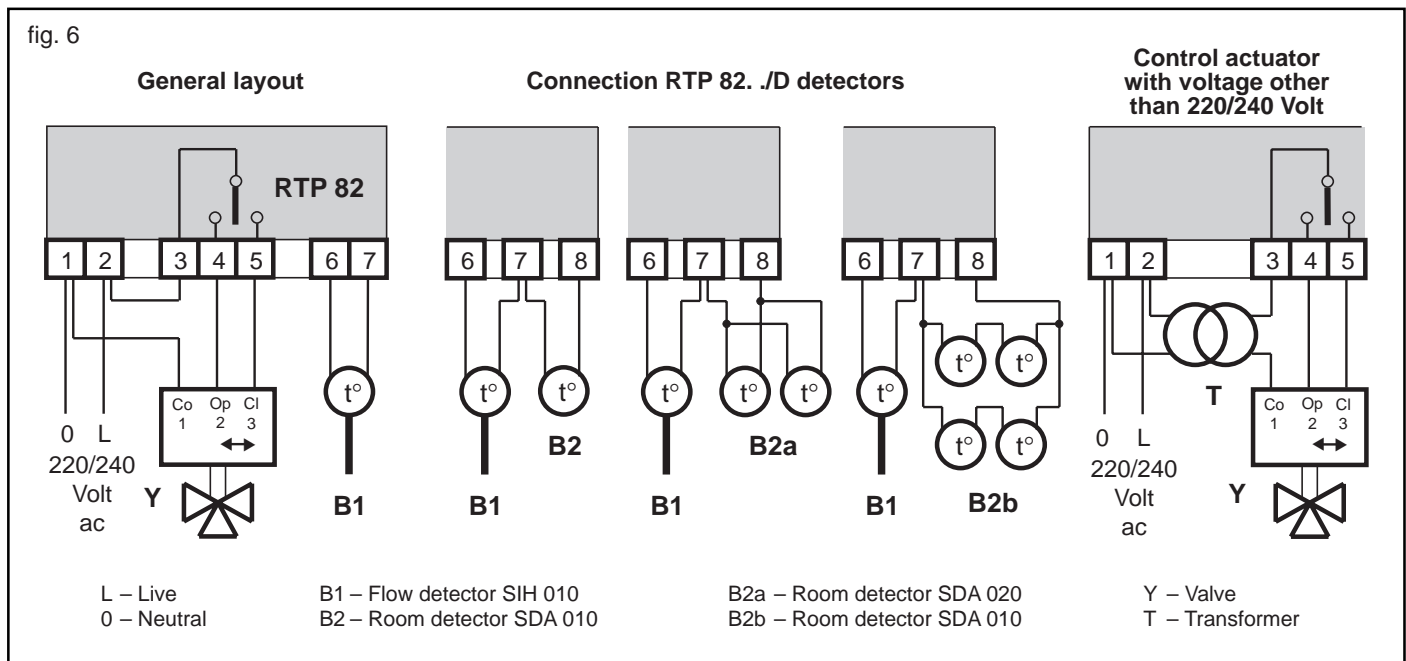 fig. 6
General layout
Connection RTP 82. ./D detectors
Control actuator
with voltage other
than 220/240 Volt
RTP 82
1 2 3 4 5 6 7
6 7 8
6 7 8
6 7 8
1 2 3 4 5
Co Op Cl
1 2 3
0 L
220/240
Volt
ac
Y
t°
B1
t° t°
B2
B1
t° t° t°
B2a
B1
t° t° t°
t° t°
B2b
B1
T
Co Op Cl
1 2 3
0 L
220/240
Volt
ac
Y
L – Live
0 – Neutral
B1 – Flow detector SIH 010
B2 – Room detector SDA 010
B2a – Room detector SDA 020
B2b – Room detector SDA 010
Y – Valve
T – Transformer